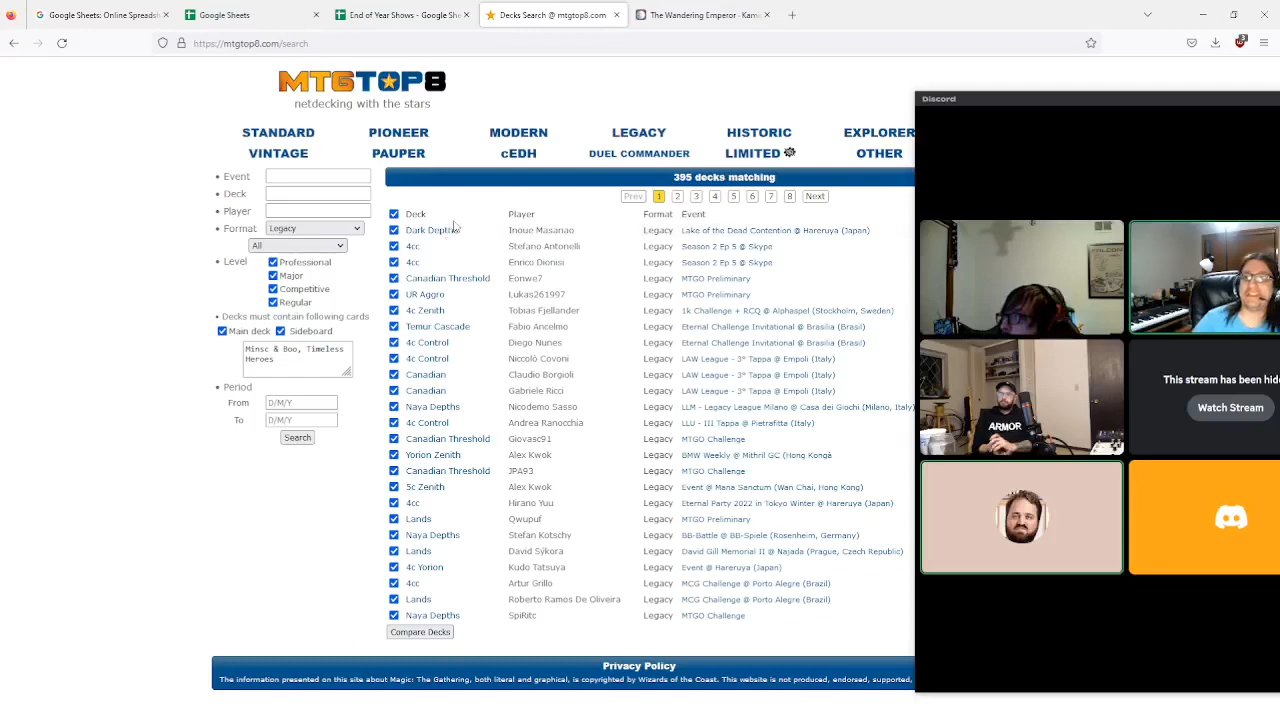 Google Sheets: Online Spreadsh
Google Sheets
End of Year Shows - Google She
Decks Search @ mtgtop8.com
The Wandering Emperor - Kami
https://mtgtop8.com/search
3
MTGTOP8
netdecking with the stars
STANDARD PIONEER MODERN LEGACY HISTORIC EXPLORER
VINTAGE PAUPER cEDH DUEL COMMANDER LIMITED OTHER
Event
Deck
Player
Format Legacy
All
Level Professional
Major
Competitive
Regular
Decks must contain following cards
Main deck Sideboard
Minsc & Boo, Timeless
Heroes
Period
From D/M/Y
To D/M/Y
Search
395 decks matching
Prev 1 2 3 4 5 6 7 8 Next
Deck Player Format Event
Dark Depths Inoue Masanao Legacy Lake of the Dead Contention @ Hareruya (Japan)
4cc Stefano Antonelli Legacy Season 2 Ep 5 @ Skype
4cc Enrico Dionisi Legacy Season 2 Ep 5 @ Skype
Canadian Threshold Eonwe7 Legacy MTGO Preliminary
UR Aggro Lukas261997 Legacy MTGO Preliminary
4c Zenith Tobias Fjellander Legacy 1k Challenge + RCQ @ Alphaspel (Stockholm, Sweden)
Temur Cascade Fabio Ancelmo Legacy Eternal Challenge Invitational @ Brasilia (Brasil)
4c Control Diego Nunes Legacy Eternal Challenge Invitational @ Brasilia (Brasil)
4c Control Niccolò Covoni Legacy LAW League - 3° Tappa @ Empoli (Italy)
Canadian Claudio Borgioli Legacy LAW League - 3° Tappa @ Empoli (Italy)
Canadian Gabriele Ricci Legacy LAW League - 3° Tappa @ Empoli (Italy)
Naya Depths Nicodemo Sasso Legacy LLM - Legacy League Milano @ Casa dei Giochi (Milano, Italy)
4c Control Andrea Ranocchia Legacy LLU - III Tappa @ Pietrafitta (Italy)
Canadian Threshold Giovasc91 Legacy MTGO Challenge
Yorion Zenith Alex Kwok Legacy BMW Weekly @ Mithril GC (Hong Kongà
Canadian Threshold JPA93 Legacy MTGO Challenge
5c Zenith Alex Kwok Legacy Event @ Mana Sanctum (Wan Chai, Hong Kong)
4cc Hirano Yuu Legacy Eternal Party 2022 in Tokyo Winter @ Hareruya (Japan)
Lands Qwupuf Legacy MTGO Preliminary
Naya Depths Stefan Kotschy Legacy BB-Battle @ BB-Spiele (Rosenheim, Germany)
Lands David Sýkora Legacy David Gill Memorial II @ Najada (Prague, Czech Republic)
4c Yorion Kudo Tatsuya Legacy Event @ Hareruya (Japan)
4cc Artur Grillo Legacy MCG Challenge @ Porto Alegre (Brazil)
Lands Roberto Ramos De Oliveira Legacy MCG Challenge @ Porto Alegre (Brazil)
Naya Depths SpiRitc Legacy MTGO Challenge
Compare Decks
Privacy Policy
The information presented on this site about Magic: The Gathering, both literal and graphical, is copyrighted by Wizards of the Coast. This website is not produced, endorsed, supported,
Discord
FALCON
ARMOR
This stream has been hidde
Watch Stream